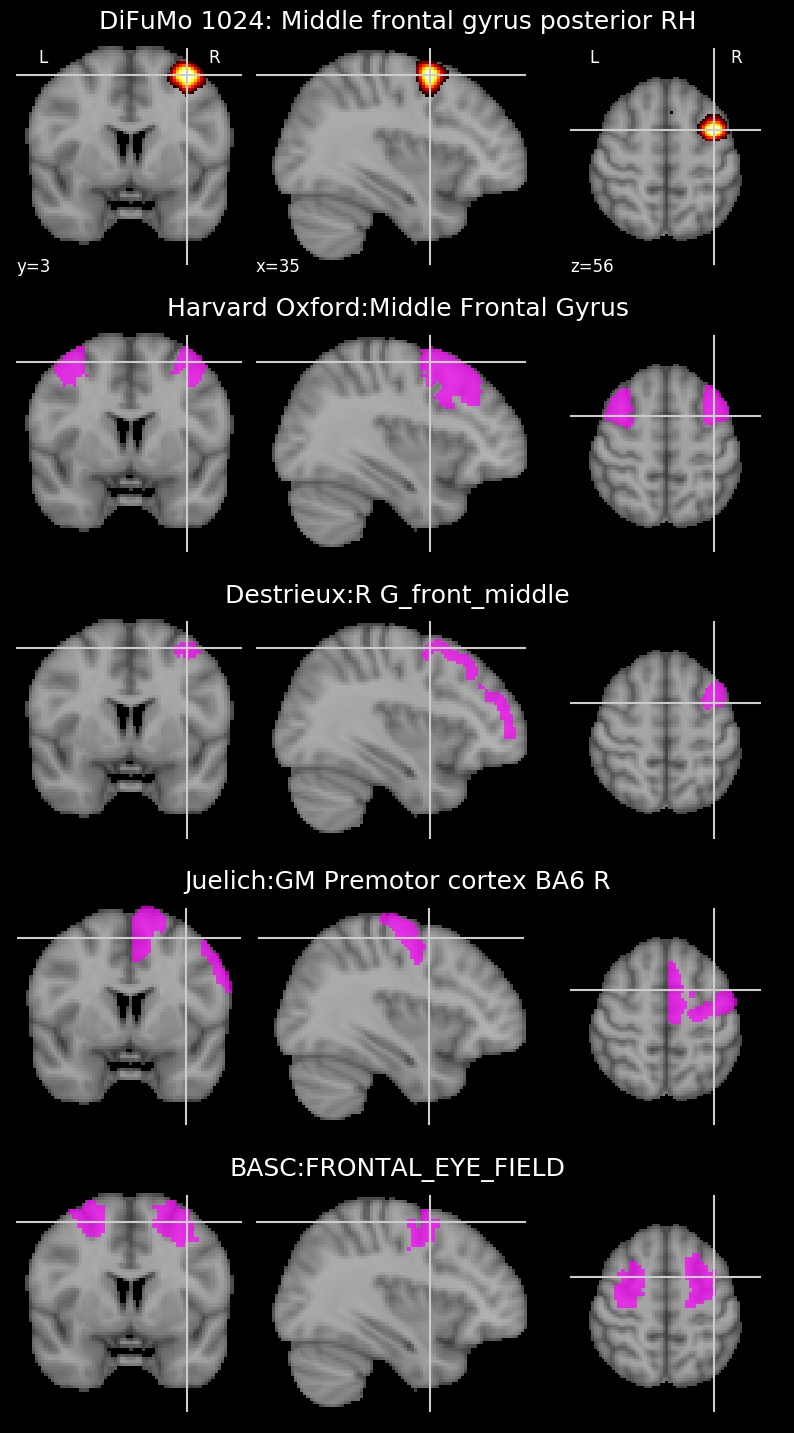 DiFuMo 1024: Middle frontal gyrus posterior RH
L R L R
y=3 x=35 z=56
Harvard Oxford:Middle Frontal Gyrus
Destrieux:R G_front_middle
Juelich:GM Premotor cortex BA6 R
BASC:FRONTAL_EYE_FIELD